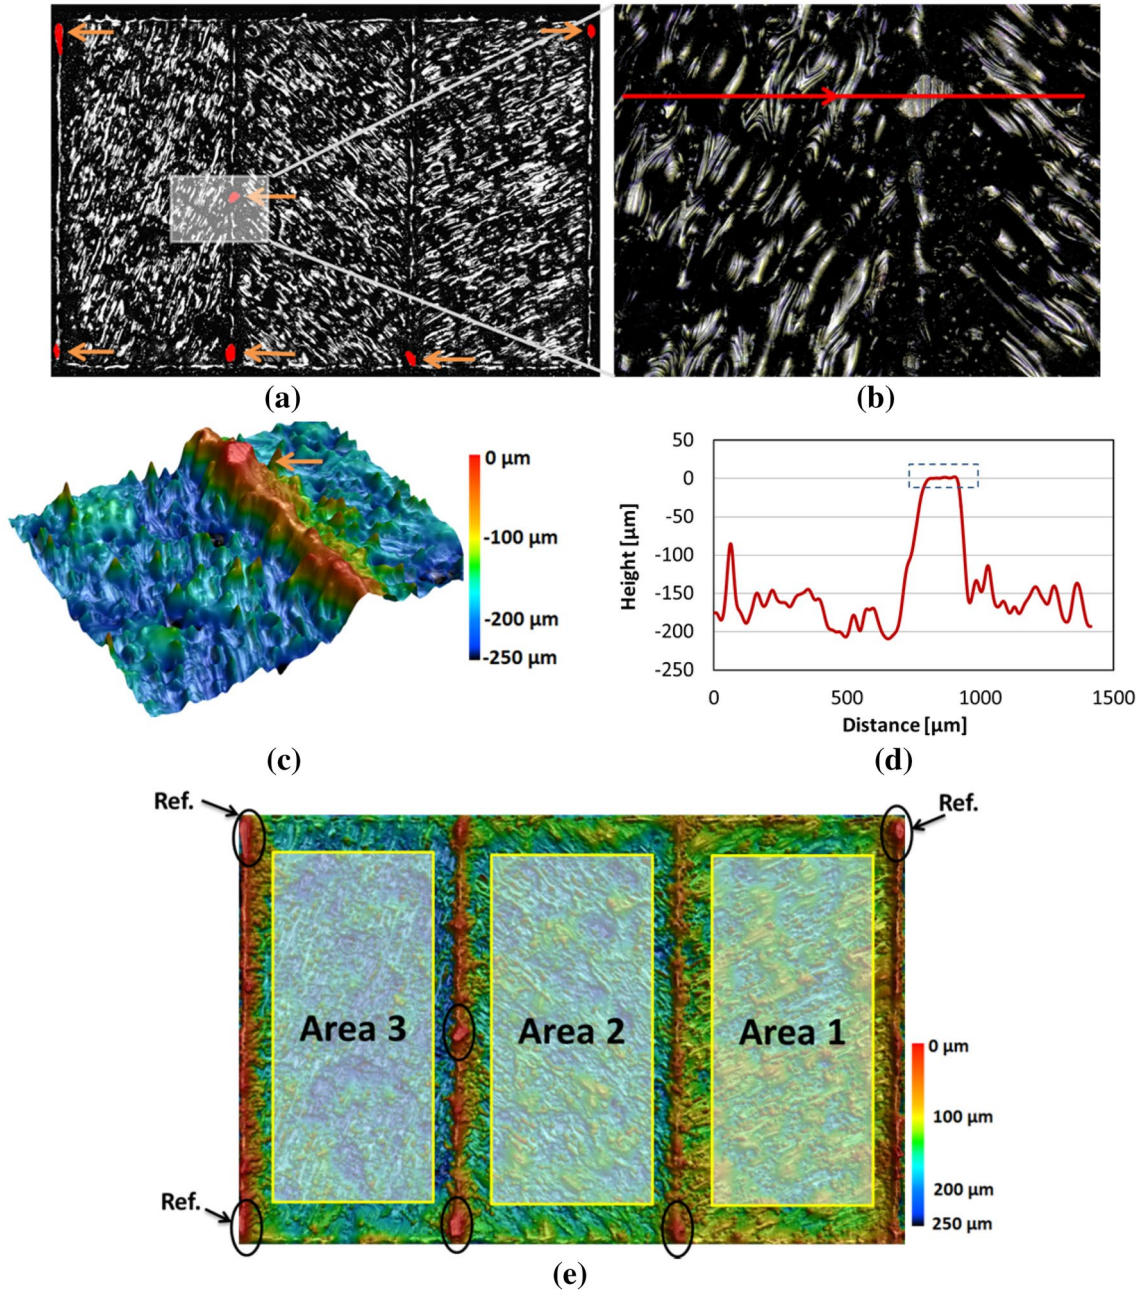 (a)
(b)
0 µm
-100 µm
-200 µm
-250 µm
(c)
50
0
-50
-100
-150
-200
-250
Height [µm]
0
500
1000
1500
Distance [µm]
(d)
Ref.
Ref.
Area 3
Area 2
Area 1
Ref.
0 µm
100 µm
200 µm
250 µm
(e)